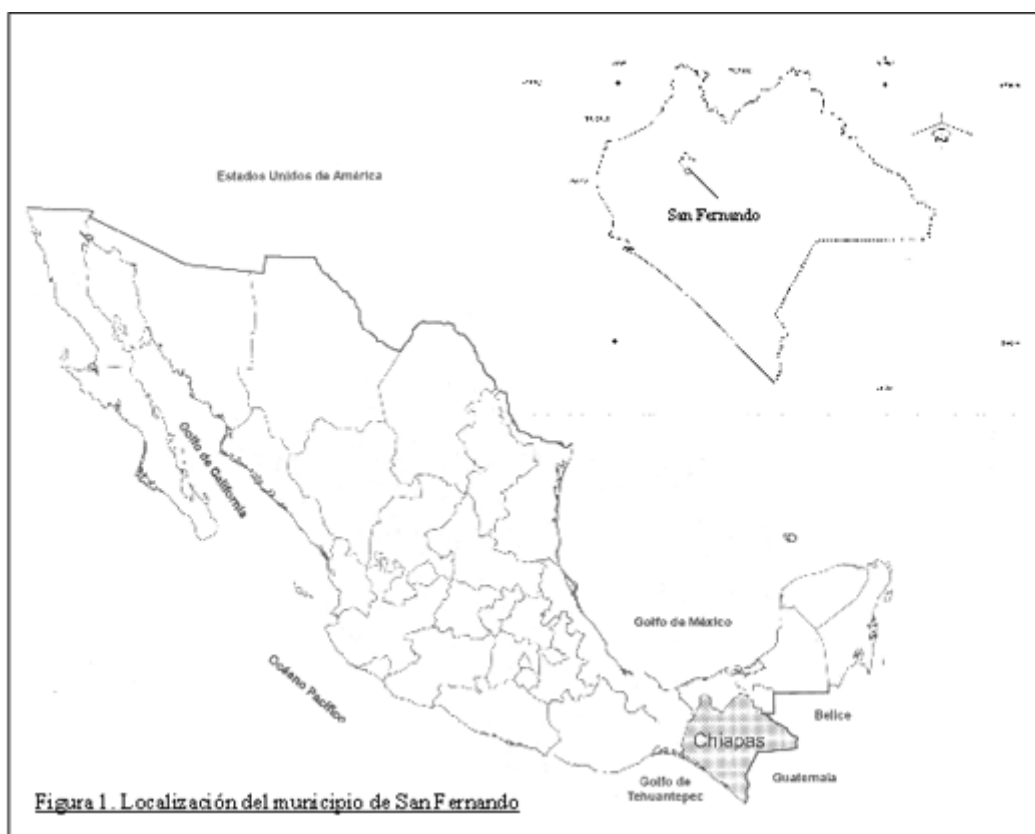 Estados Unidos de América
San Fernando
Golfo de California
Golfo de México
Océano Pacífico
Belice
Chiapas
Guatemala
Golfo de
Tehuantepec
Figura 1. Localización del municipio de San Fernando